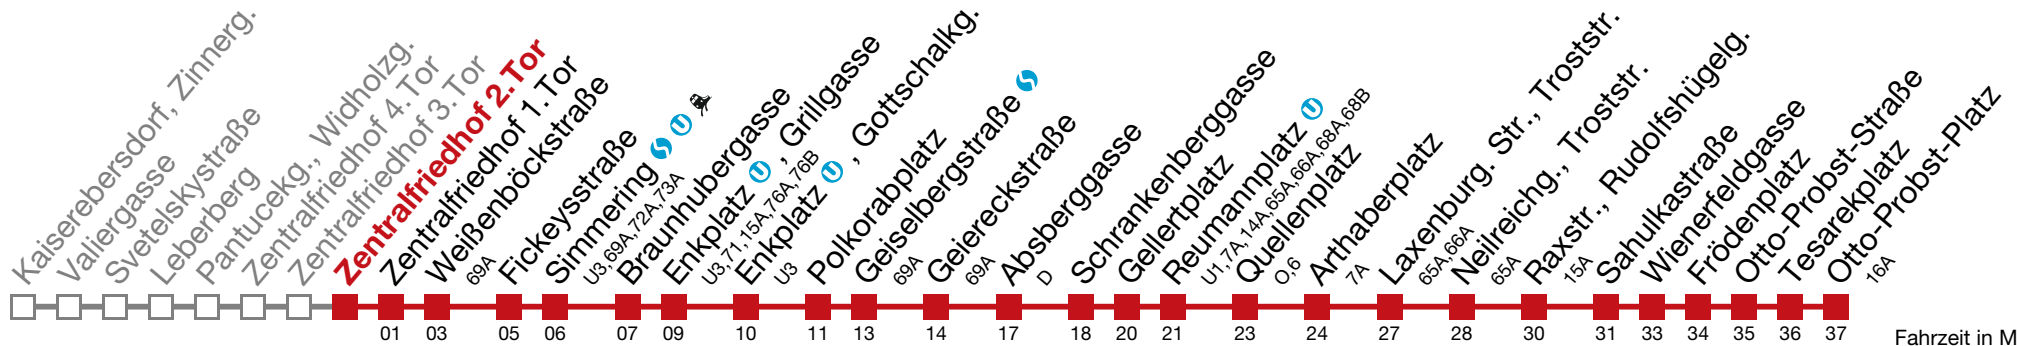 Kaiserebersdorf, Zinnerg.
Valiergasse
Svetelskystraße
Leberberg
Pantucekg., Widholzg.
Zentralfriedhof 4.Tor
Zentralfriedhof 3.Tor
Zentralfriedhof 2.Tor
Zentralfriedhof 1.Tor
Weißenböckstraße
69A
Fickeysstraße
Simmering
U3,69A,72A,73A
Braunhubergasse
Enkplatz U , Grillgasse
U3,71,15A,76A,76B
Enkplatz U , Gottschalkg.
U3
Polkorabplatz
Geiselbergstraße
69A
Geiereckstraße
69A
Absberggasse
D
Schrankenberggasse
Gellertplatz
Reumannplatz U
U1,7A,14A,65A,66A,68A,68B
Quellenplatz
O,6
Arthaberplatz
7A
Laxenburg. Str., Troststr.
65A,66A
Neilreichg., Troststr.
65A
Raxstr., Rudolfshügelg.
15A
Sahulkastraße
Wienerfeldgasse
Frödenplatz
Otto-Probst-Straße
Tesarekplatz
Otto-Probst-Platz
16A
01 03 05 06 07 09 10 11 13 14 17 18 20 21 23 24 27 28 30 31 33 34 35 36 37
Fahrzeit in M